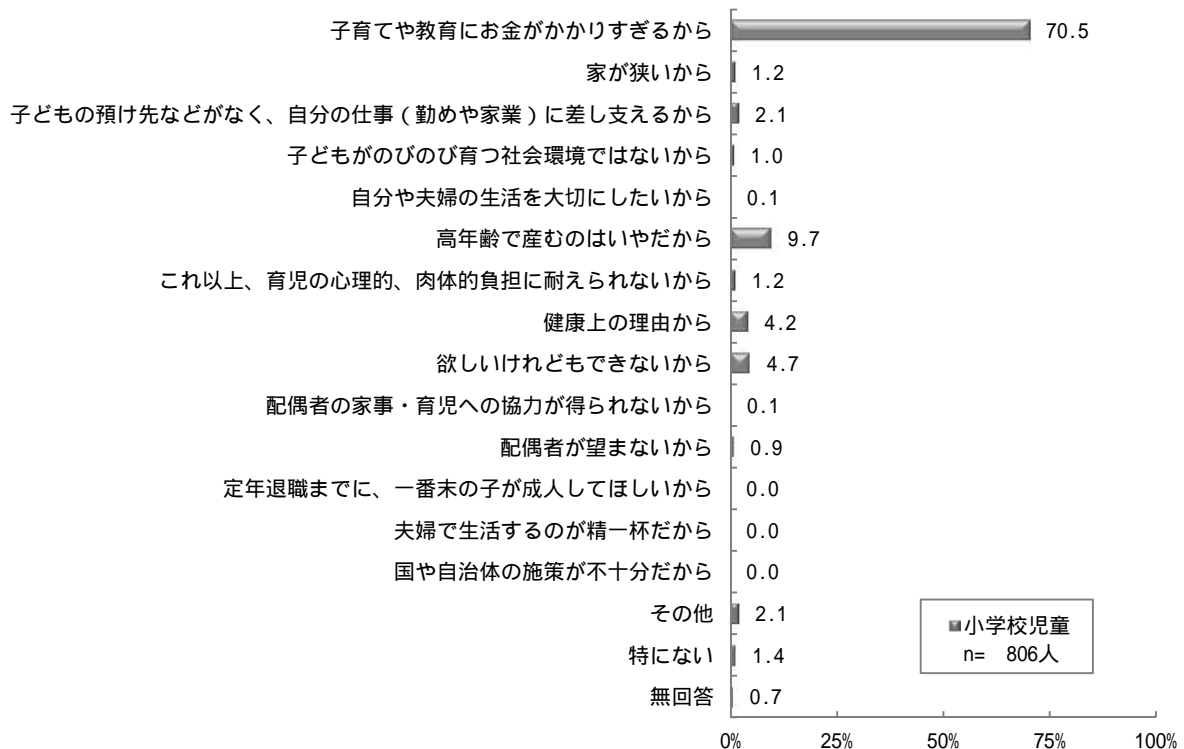 子育てや教育にお金がかかりすぎるから 70.5
家が狭いから 1.2
子どもの預け先などがなく、自分の仕事(勤めや家業)に差し支えるから 2.1
子どもがのびのび育つ社会環境ではないから 1.0
自分や夫婦の生活を大切にしたいから 0.1
高年齢で産むのはいやだから 9.7
これ以上、育児の心理的、肉体的負担に耐えられないから 1.2
健康上の理由から 4.2
欲しいけれどもできないから 4.7
配偶者の家事・育児への協力が得られないから 0.1
配偶者が望まないから 0.9
定年退職までに、一番末の子が成人してほしいから 0.0
夫婦で生活するのが精一杯だから 0.0
国や自治体の施策が不十分だから 0.0
その他 2.1
特にない 1.4
無回答 0.7
小学校児童
n= 806人
0% 25% 50% 75% 100%